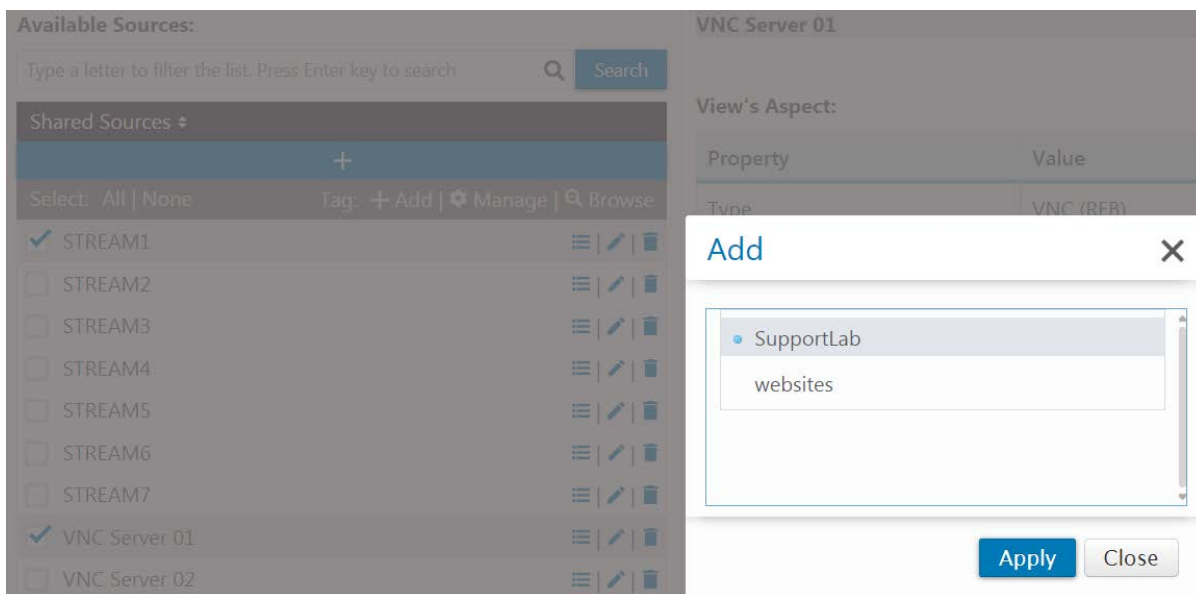 Available Sources:
Type a letter to filter the list. Press Enter key to search
Search
Shared Sources
+
Select: All | None
Tag: + Add | Manage | Browse
STREAM1
STREAM2
STREAM3
STREAM4
STREAM5
STREAM6
STREAM7
VNC Server 01
VNC Server 02
VNC Server 01
View's Aspect:
Property Value
Type VNC (RFB)
Add
SupportLab
websites
Apply Close